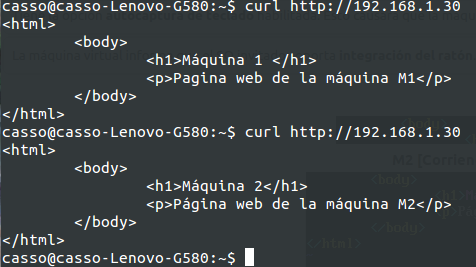 casso@casso-Lenovo-G580:~$ curl http://192.168.1.30
<html>
        <body>
                <h1>Máquina 1 </h1>
                <p>Pagina web de la máquina M1</p>
        </body>
</html>
casso@casso-Lenovo-G580:~$ curl http://192.168.1.30
<html>
        <body>
                <h1>Máquina 2</h1>
                <p>Página web de la máquina M2</p>
        </body>
</html>
casso@casso-Lenovo-G580:~$